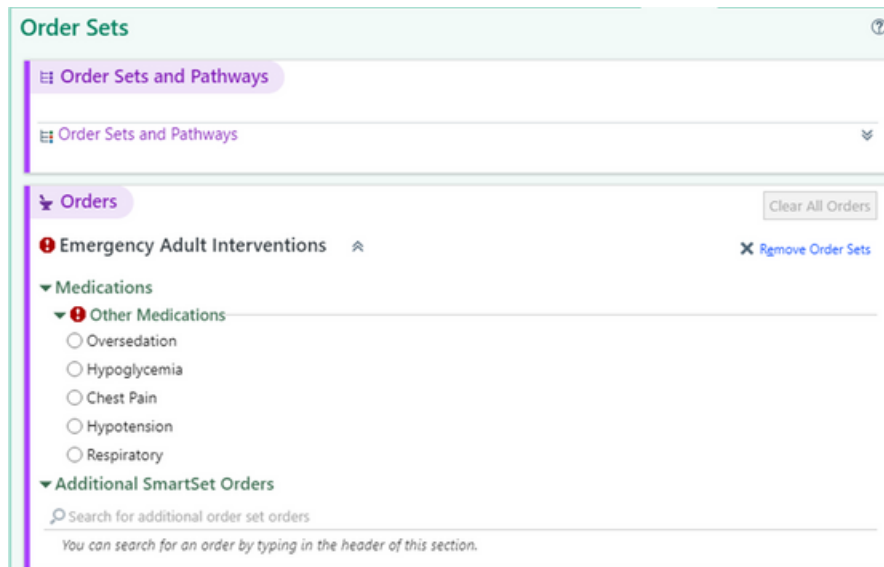 Order Sets
Order Sets and Pathways
Order Sets and Pathways
Orders
Clear All Orders
Emergency Adult Interventions
Remove Order Sets
Medications
Other Medications
Oversedation
Hypoglycemia
Chest Pain
Hypotension
Respiratory
Additional SmartSet Orders
Search for additional order set orders
You can search for an order by typing in the header of this section.